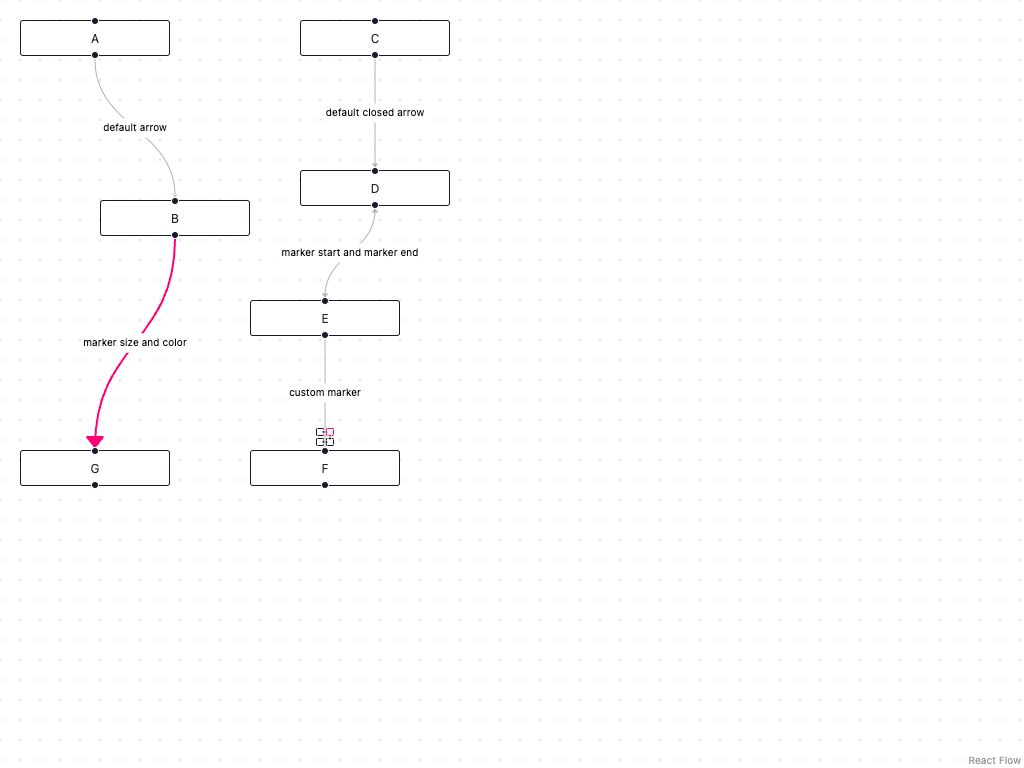 A
C
default closed arrow
default arrow
D
B
marker start and marker end
E
marker size and color
custom marker
G
F
React Flow